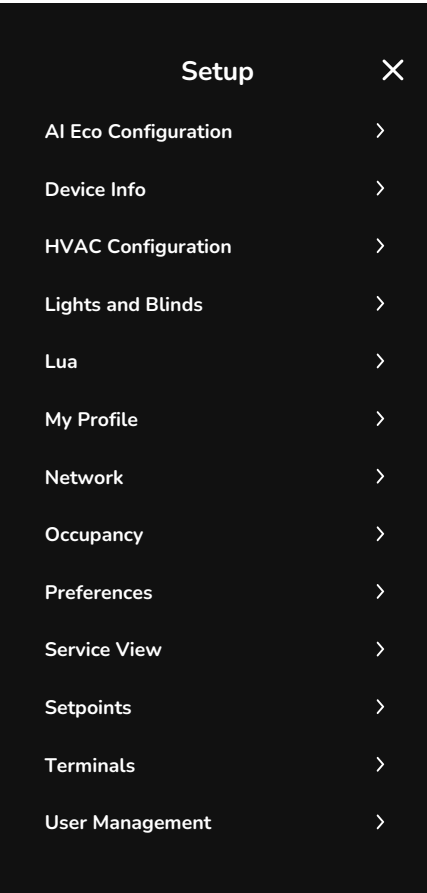 Setup
AI Eco Configuration
Device Info
HVAC Configuration
Lights and Blinds
Lua
My Profile
Network
Occupancy
Preferences
Service View
Setpoints
Terminals
User Management